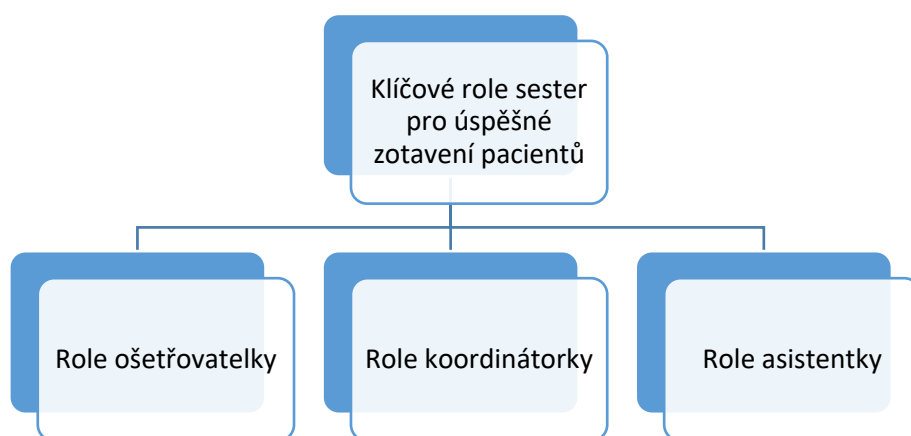 Klíčové role sester
pro úspěšné
zotavení pacientů
Role ošetřovatelky
Role koordinátorky
Role asistentky